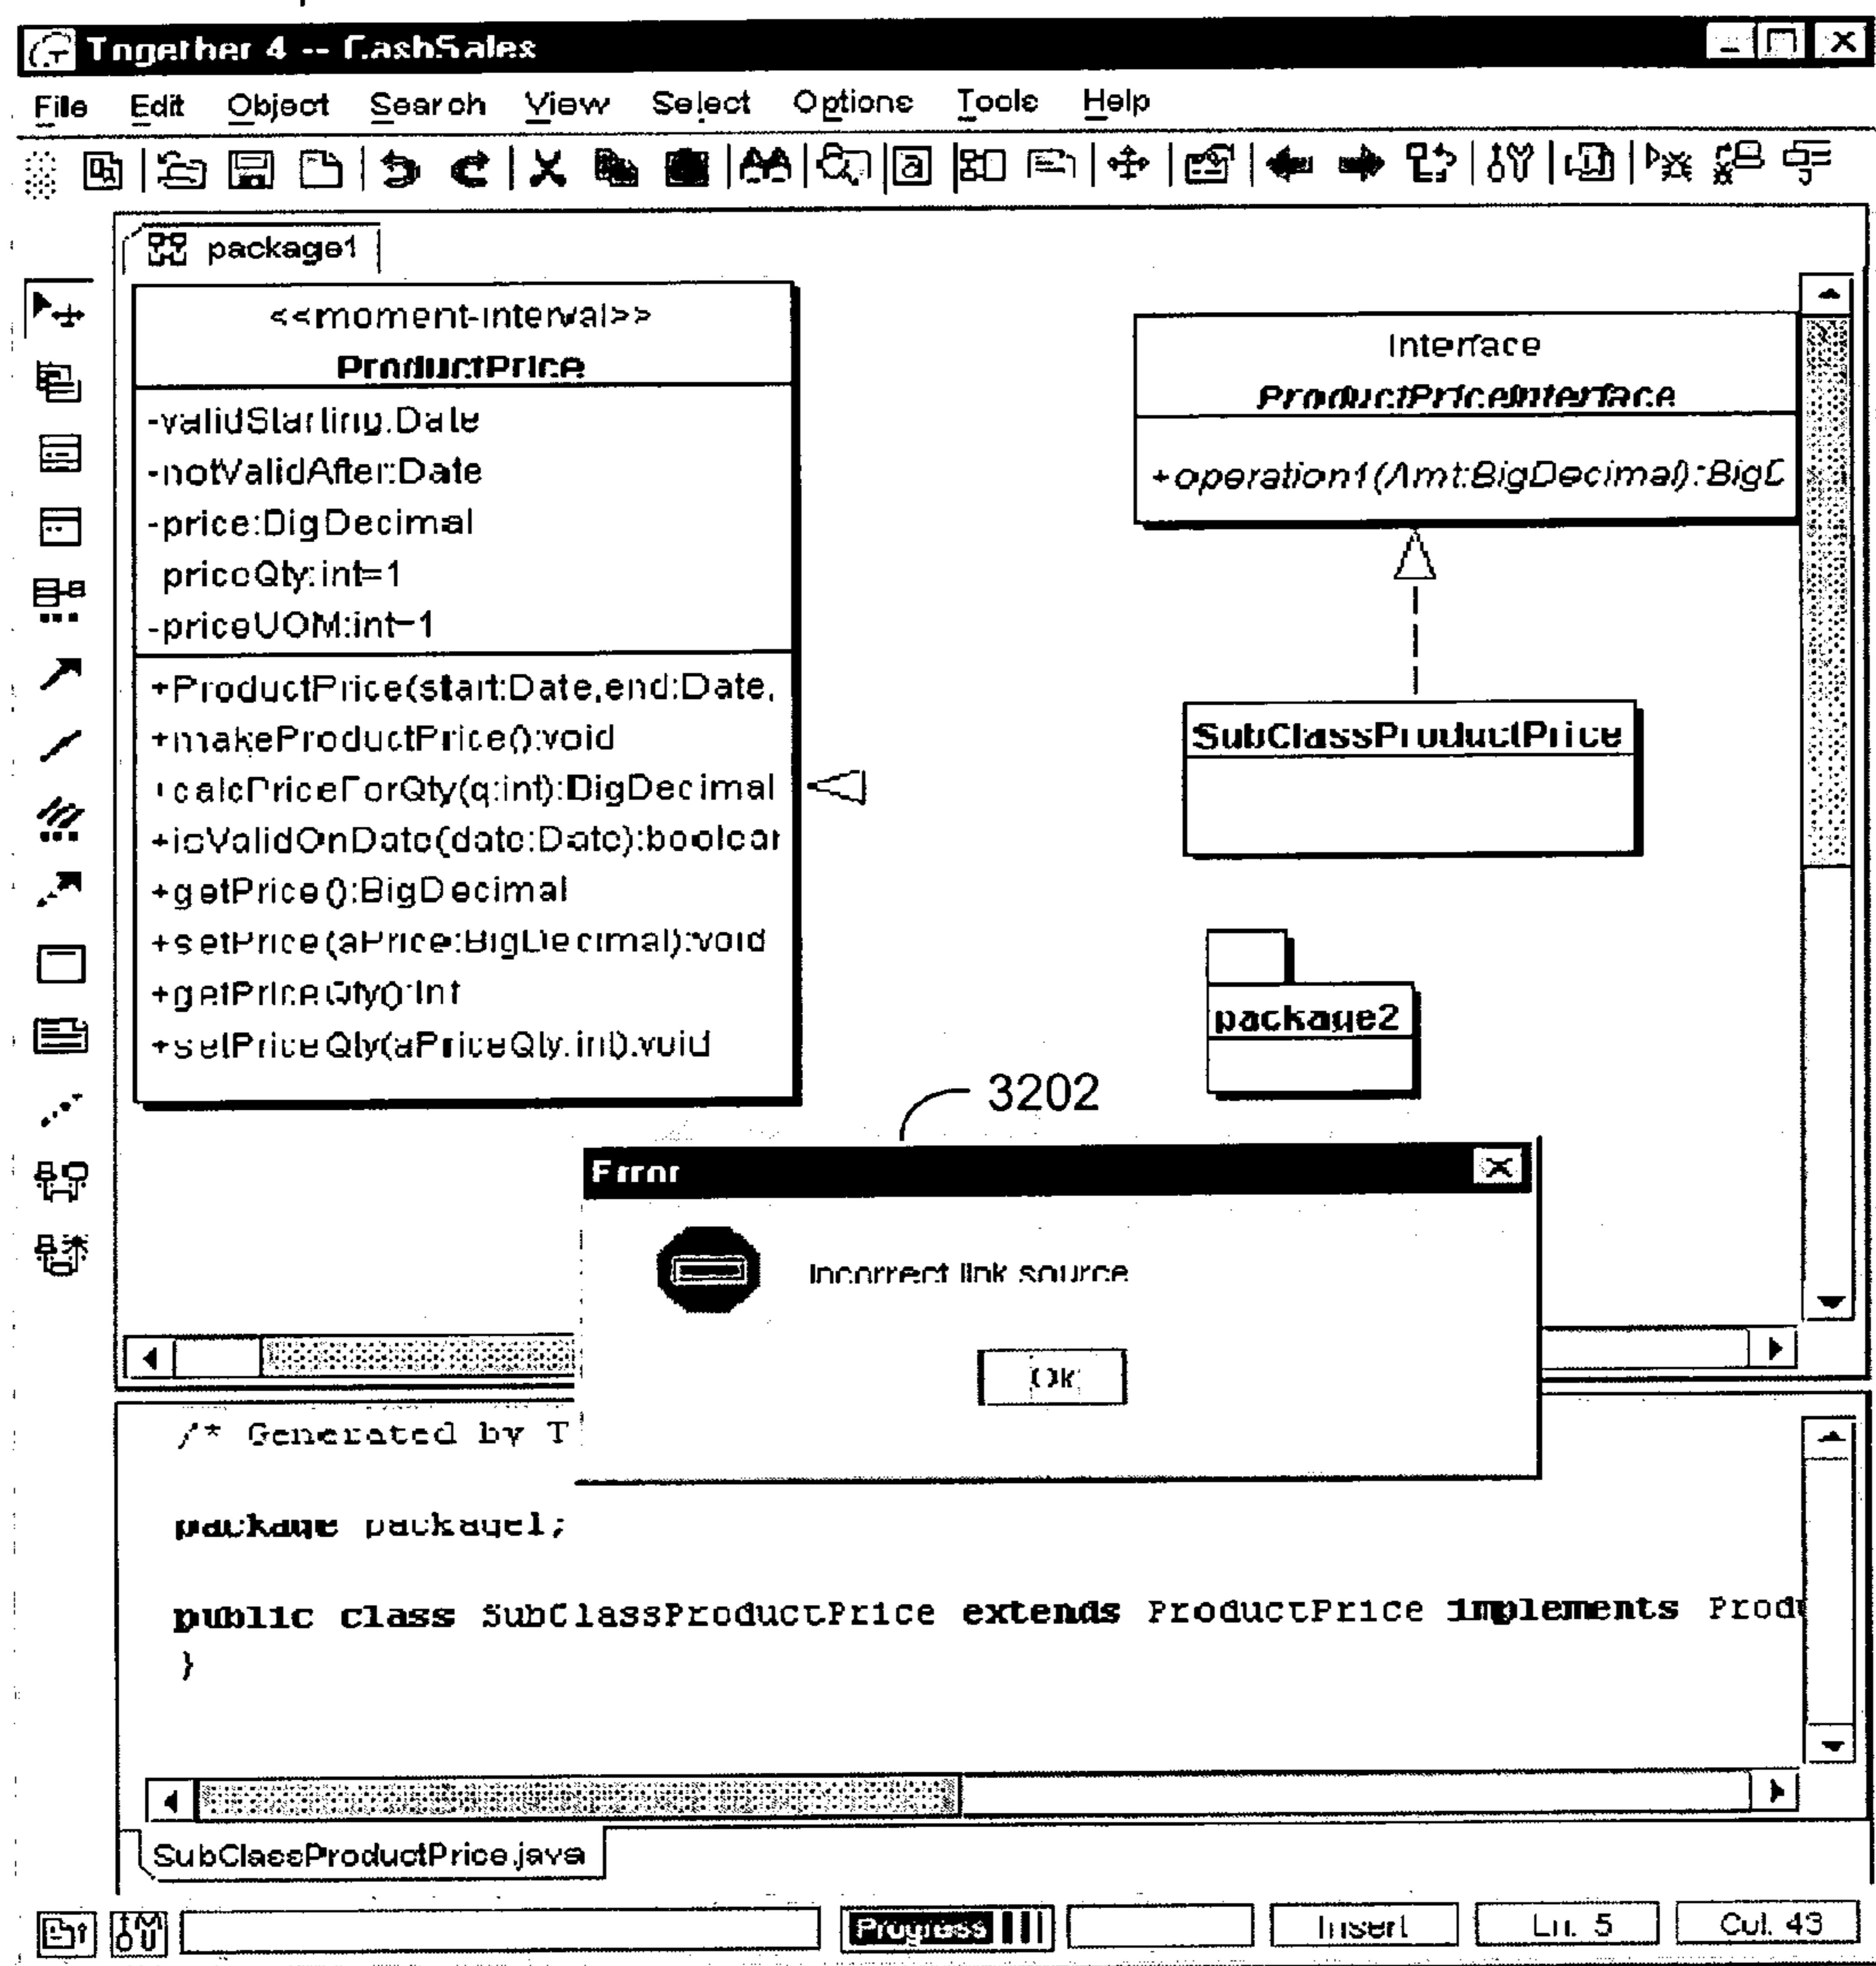 Together 4 -- CashSales
File Edit Object Search View Select Options Tools Help
package1
<<moment-interval>>
ProductPrice
-validStarting:Date
-notValidAfter:Date
-price:BigDecimal
priceQty:int=1
-priceUOM:int=1
+ProductPrice(start:Date,end:Date,
+makeProductPrice():void
+calcPriceForQty(q:int):BigDecimal
+isValidOnDate(date:Date):boolean
+getPrice():BigDecimal
+setPrice(aPrice:BigDecimal):void
+getPriceQty():int
+setPriceQty(aPriceQty:int):void
Interface
ProductPriceInterface
+operation1(Amt:BigDecimal):BigD
SubClassProductPrice
package2
3202
Error
Incorrect link source
Ok
/* Generated by T
package package1;
public class SubClassProductPrice extends ProductPrice implements Produ
}
SubClassProductPrice.java
Progress Insert Ln. 5 Col. 43